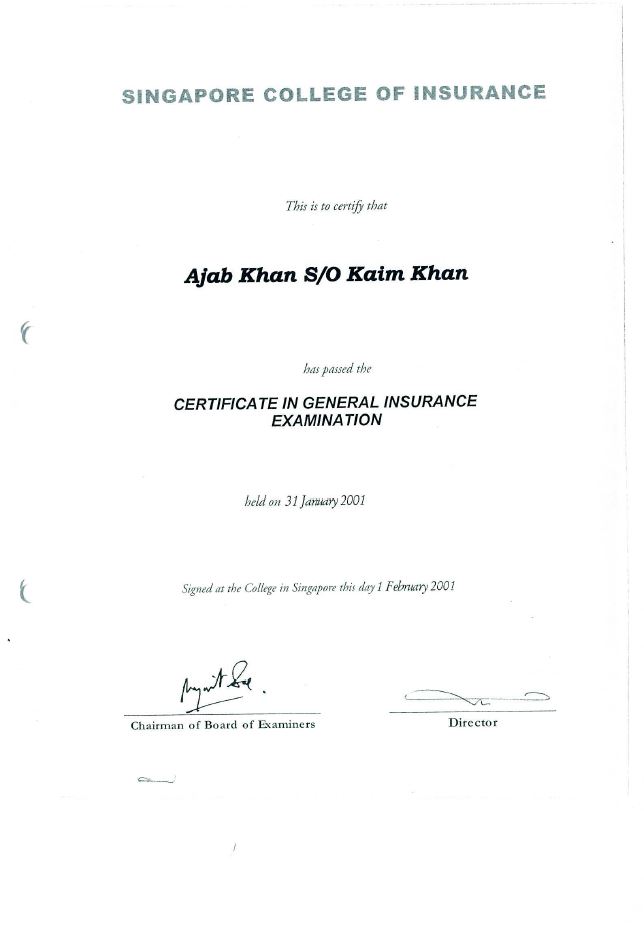 SINGAPORE COLLEGE OF INSURANCE
This is to certify that
Ajab Khan S/O Kaim Khan
has passed the
CERTIFICATE IN GENERAL INSURANCE
EXAMINATION
held on 31 January 2001
Signed at the College in Singapore this day 1 February 2001
Chairman of Board of Examiners
Director